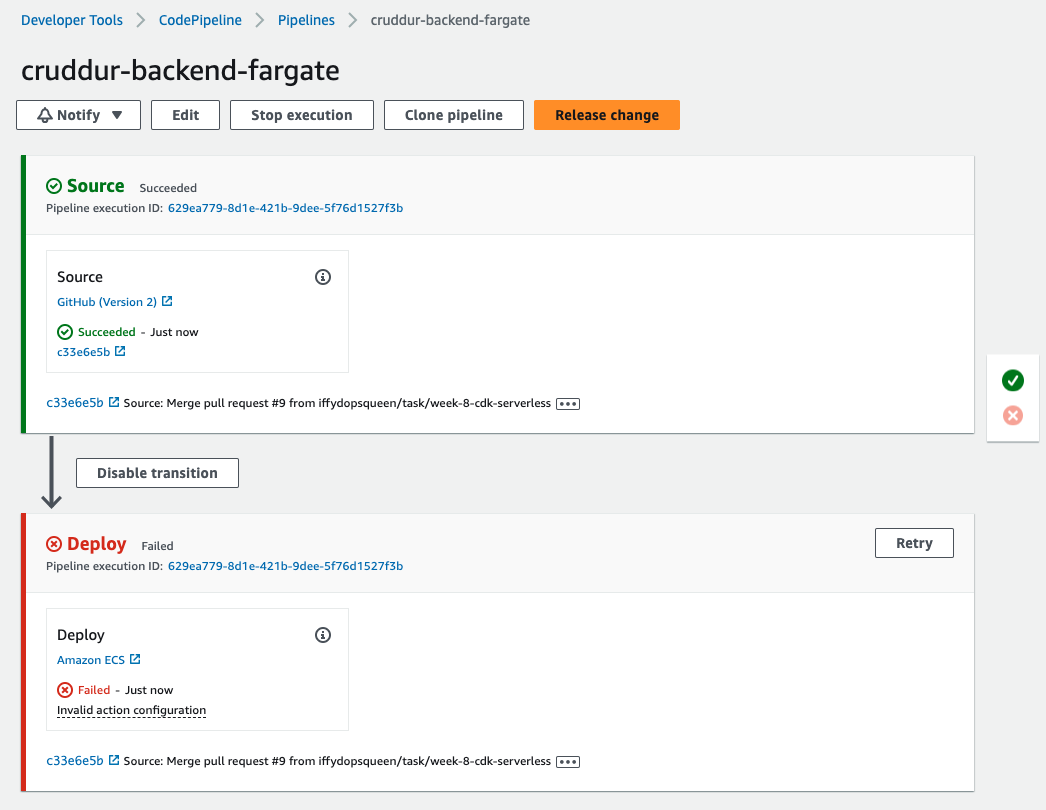 Developer Tools > CodePipeline > Pipelines > cruddur-backend-fargate
cruddur-backend-fargate
Notify ▼ Edit Stop execution Clone pipeline Release change
Source Succeeded
Pipeline execution ID: 629ea779-8d1e-421b-9dee-5f76d1527f3b
Source
GitHub (Version 2)
Succeeded - Just now
c33e6e5b
c33e6e5b Source: Merge pull request #9 from iffydopsqueen/task/week-8-cdk-serverless
Disable transition
Deploy Failed
Retry
Pipeline execution ID: 629ea779-8d1e-421b-9dee-5f76d1527f3b
Deploy
Amazon ECS
Failed - Just now
Invalid action configuration
c33e6e5b Source: Merge pull request #9 from iffydopsqueen/task/week-8-cdk-serverless